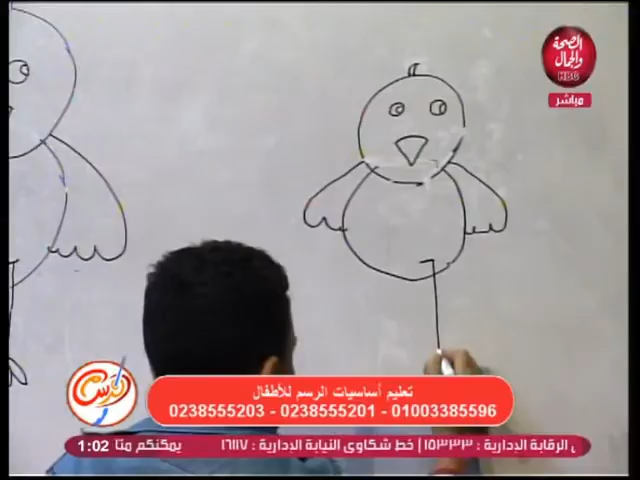 الصحة
والجمال
HBC
مباشر
تعليم أساسيات الرسم للأطفال
0238555203 - 0238555201 - 01003385596
ى الرقابة الإدارية : ١٥٣٣٣ | خط شكاوى النيابة الإدارية : ١٦١١٧ يمكنكم متا 1:02